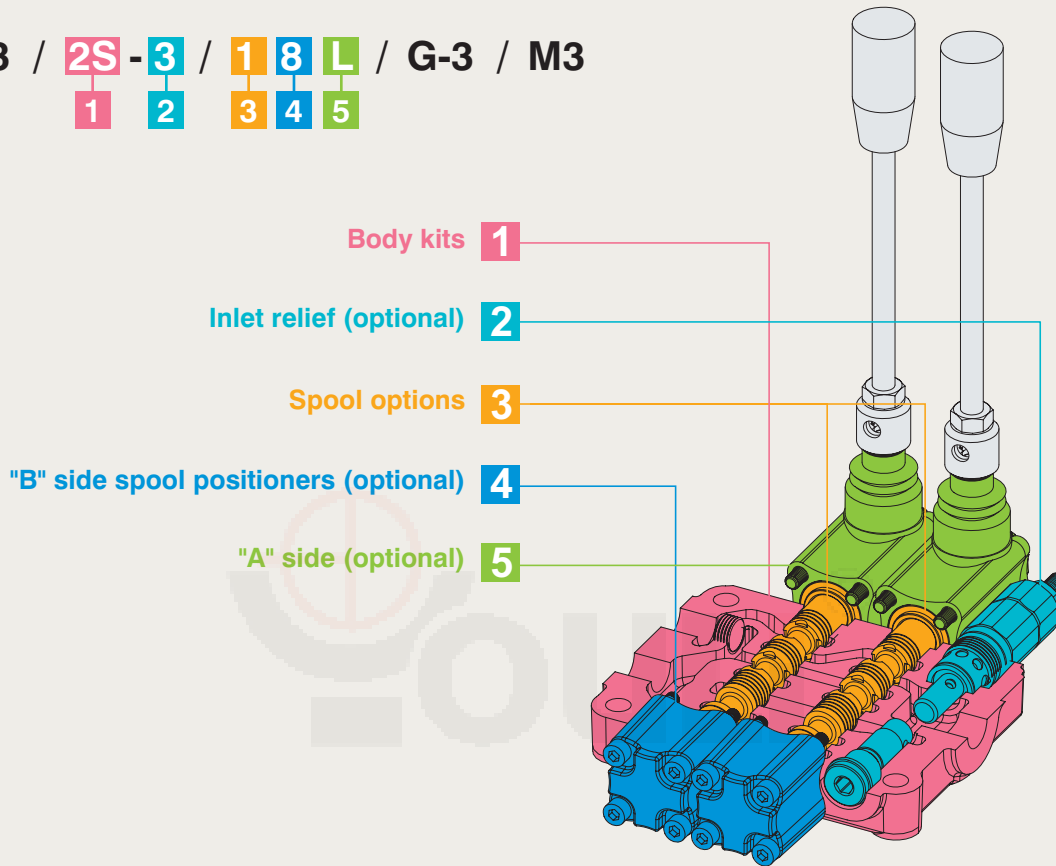 3 / 2S - 3 / 1 8 L / G-3 / M3
1 2 3 4 5
Body kits 1
Inlet relief (optional) 2
Spool options 3
"B" side spool positioners (optional) 4
"A" side (optional) 5